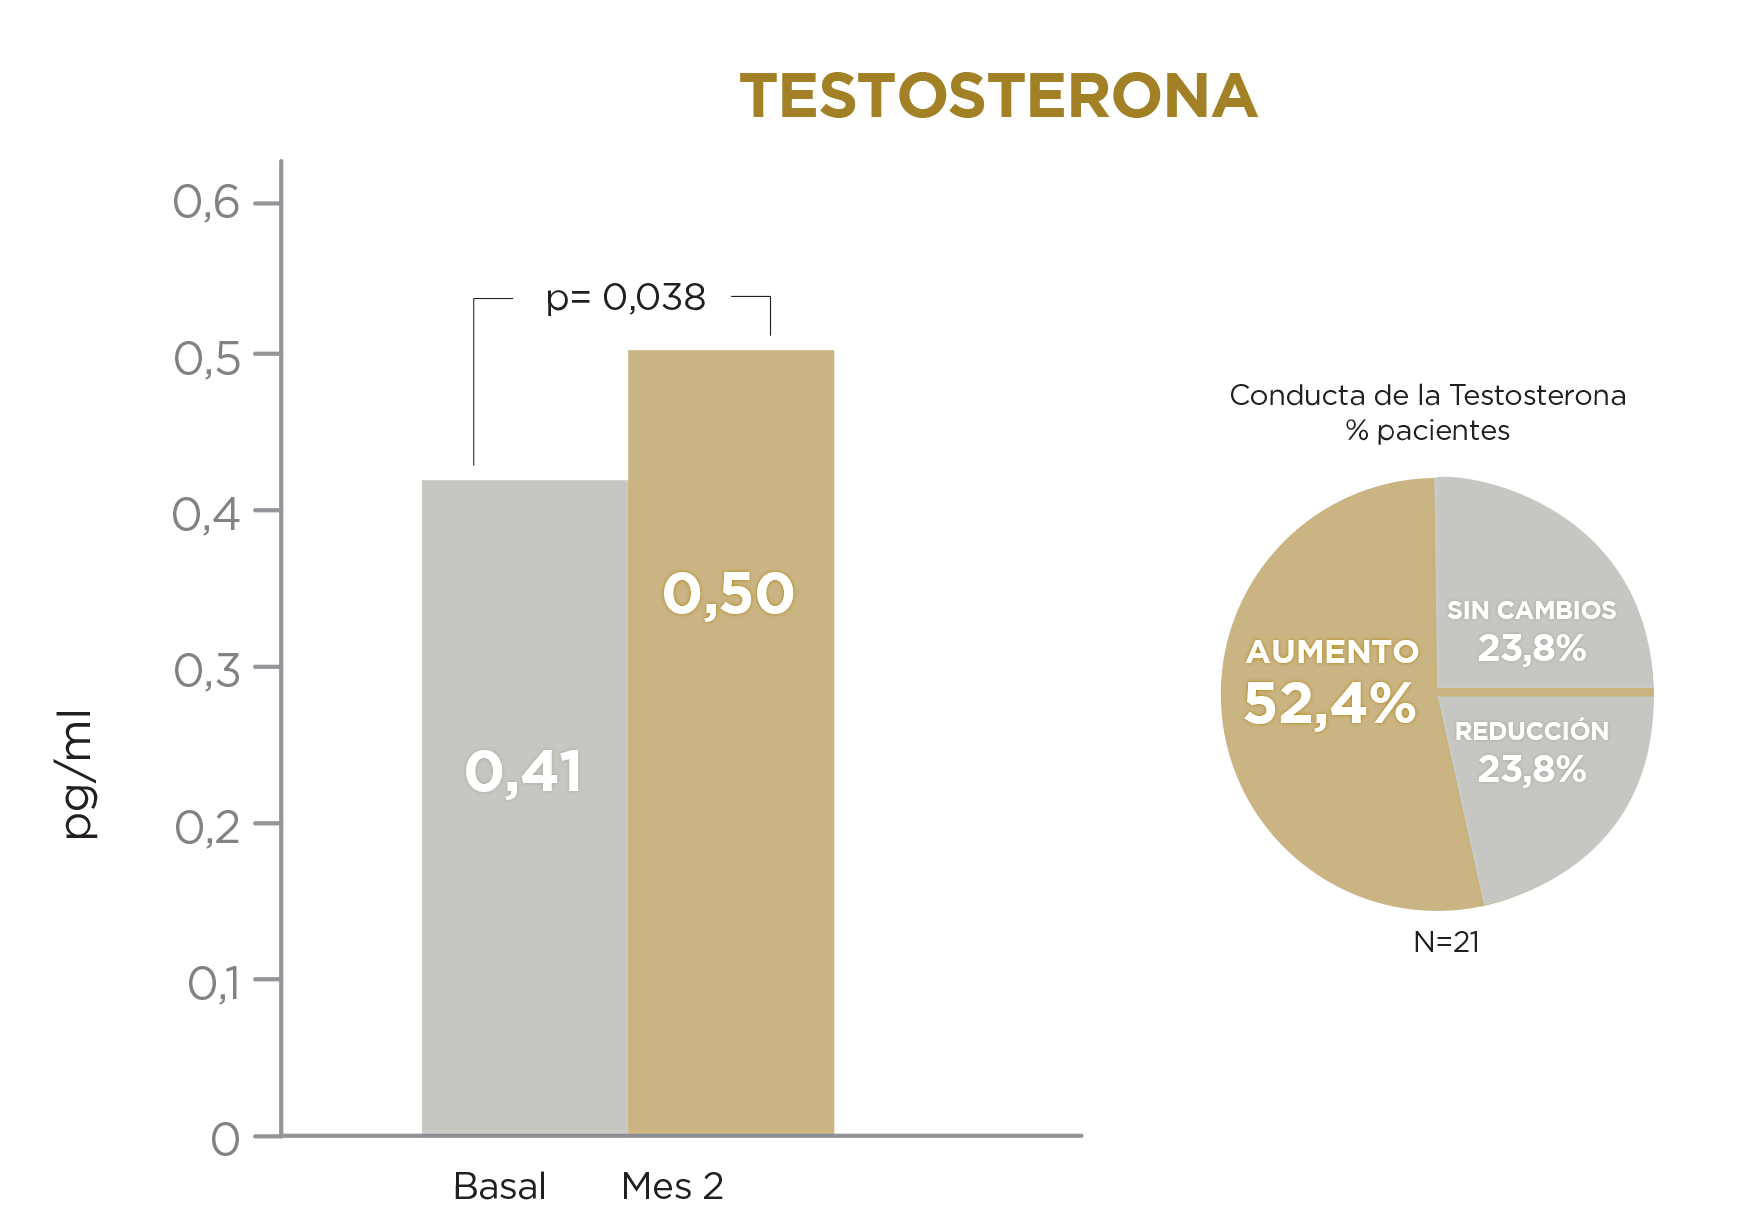 TESTOSTERONA
0,6
0,5
0,4
0,3
0,2
0,1
0
pg/ml
p= 0,038
0,41
0,50
Basal
Mes 2
Conducta de la Testosterona
% pacientes
AUMENTO
52,4%
SIN CAMBIOS
23,8%
REDUCCIÓN
23,8%
N=21